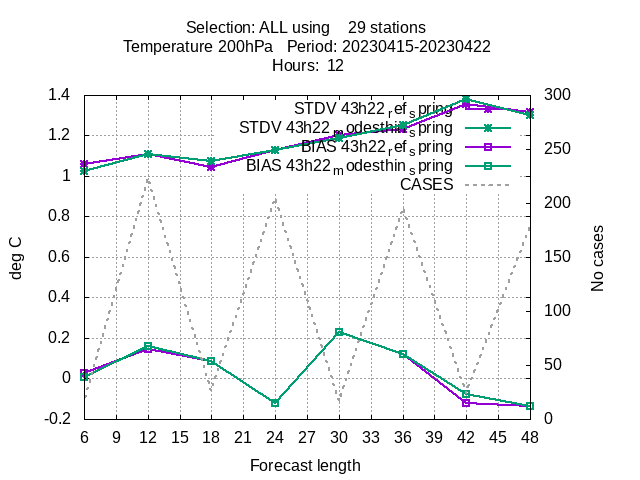 Selection: ALL using 29 stations
Temperature 200hPa Period: 20230415-20230422
Hours: 12
STDV 43h22_ref_spring
STDV 43h22_modesthin_spring
BIAS 43h22_ref_spring
BIAS 43h22_modesthin_spring
CASES
1.4
1.2
1
0.8
0.6
0.4
0.2
0
-0.2
deg C
300
250
200
150
100
50
0
No cases
6 9 12 15 18 21 24 27 30 33 36 39 42 45 48
Forecast length